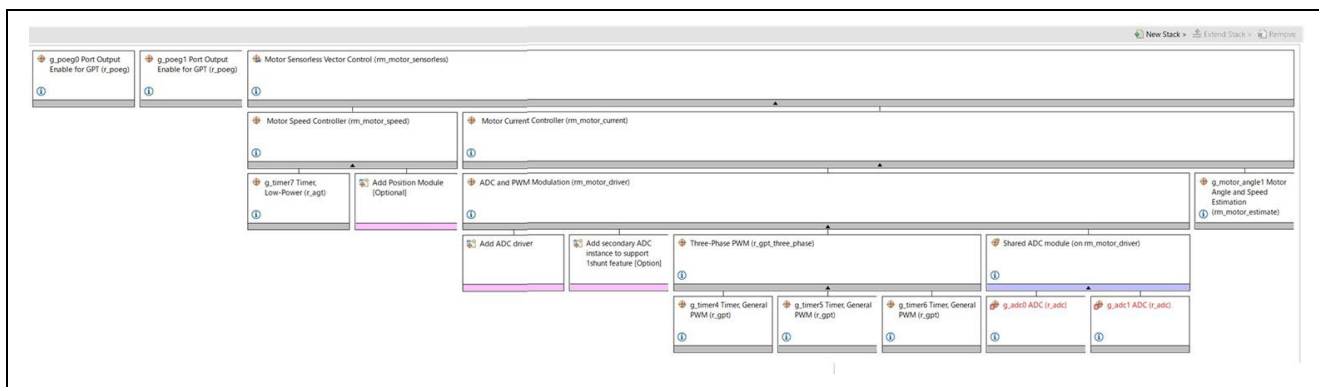 New Stack > Extend Stack > Remove
g_poeg0 Port Output
Enable for GPT (r_poeg)
g_poeg1 Port Output
Enable for GPT (r_poeg)
Motor Sensorless Vector Control (rm_motor_sensorless)
Motor Speed Controller (rm_motor_speed)
Motor Current Controller (rm_motor_current)
g_timer7 Timer,
Low-Power (r_agt)
Add Position Module
[Optional]
ADC and PWM Modulation (rm_motor_driver)
g_motor_angle1 Motor
Angle and Speed
Estimation
(rm_motor_estimate)
Add ADC driver
Add secondary ADC
instance to support
1shunt feature [Option]
Three-Phase PWM (r_gpt_three_phase)
Shared ADC module (on rm_motor_driver)
g_timer4 Timer, General
PWM (r_gpt)
g_timer5 Timer, General
PWM (r_gpt)
g_timer6 Timer, General
PWM (r_gpt)
g_adc0 ADC (r_adc)
g_adc1 ADC (r_adc)